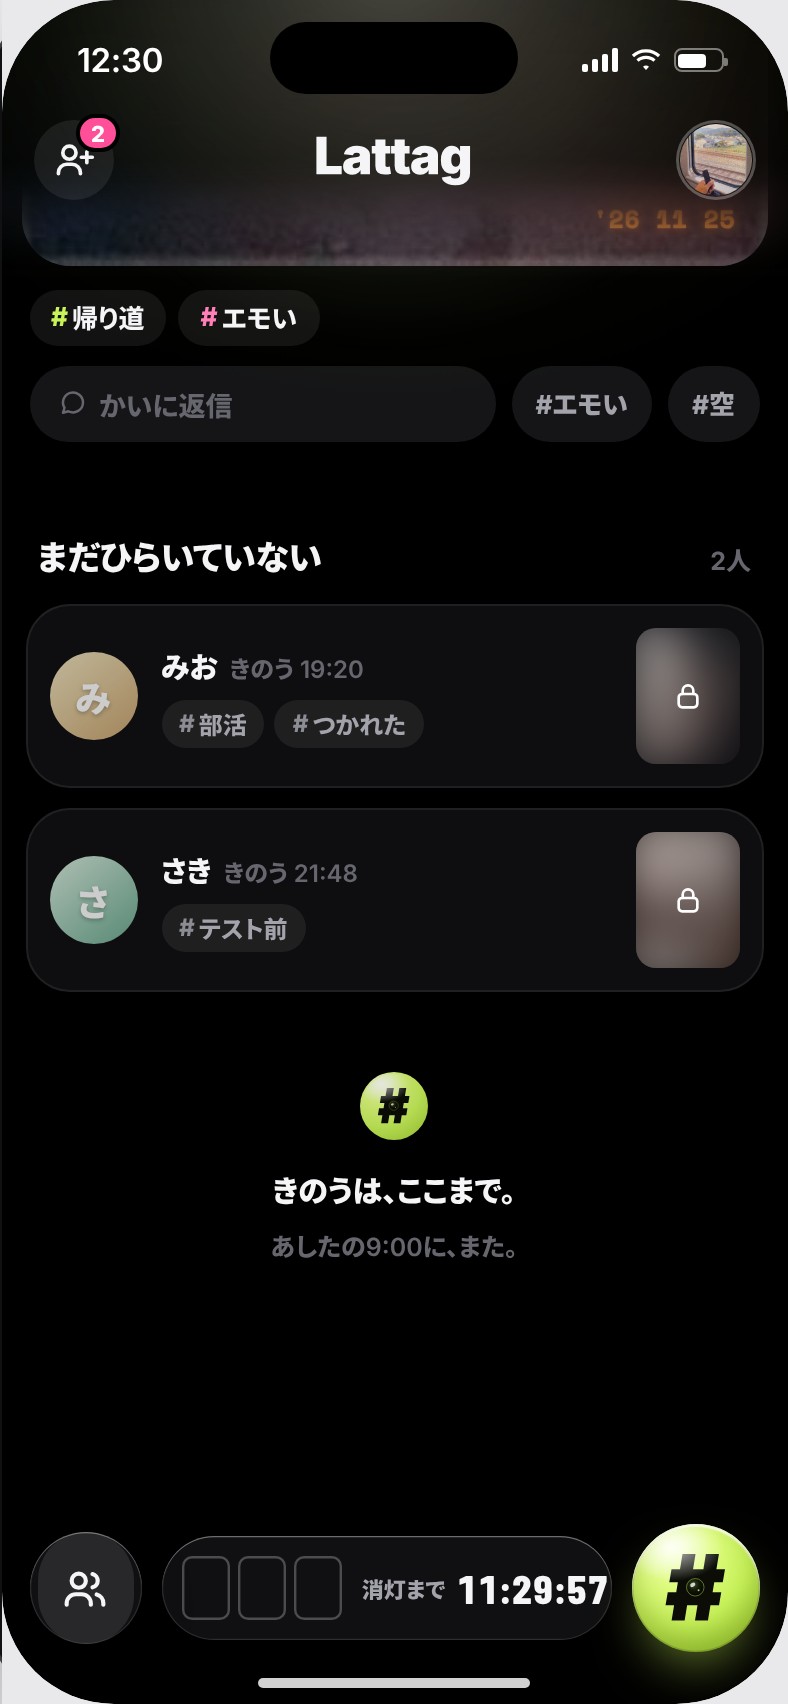 12:30
2
Lattag
'26 11 25
#帰り道 #エモい
かいに返信 #エモい #空
まだひらいていない 2人
み みお きのう 19:20
#部活 #つかれた
さ さき きのう 21:48
#テスト前
#
きのうは、ここまで。
あしたの9:00に、また。
消灯まで 11:29:57 #